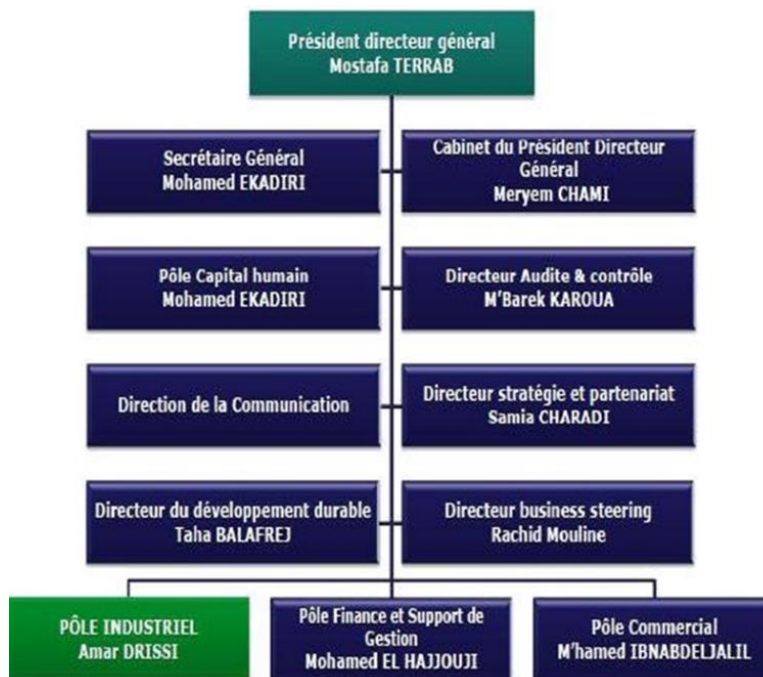 Président directeur général
Mostafa TERRAB
Secrétaire Général
Mohamed EKADIRI
Cabinet du Président Directeur
Général
Meryem CHAMI
Pôle Capital humain
Mohamed EKADIRI
Directeur Audite & contrôle
M'Barek KAROUA
Direction de la Communication
Directeur stratégie et partenariat
Samia CHARADI
Directeur du développement durable
Taha BALAFREJ
Directeur business steering
Rachid Mouline
PÔLE INDUSTRIEL
Amar DRISSI
Pôle Finance et Support de
Gestion
Mohamed EL HAJJOUJI
Pôle Commercial
M'hamed IBNABDELJALIL